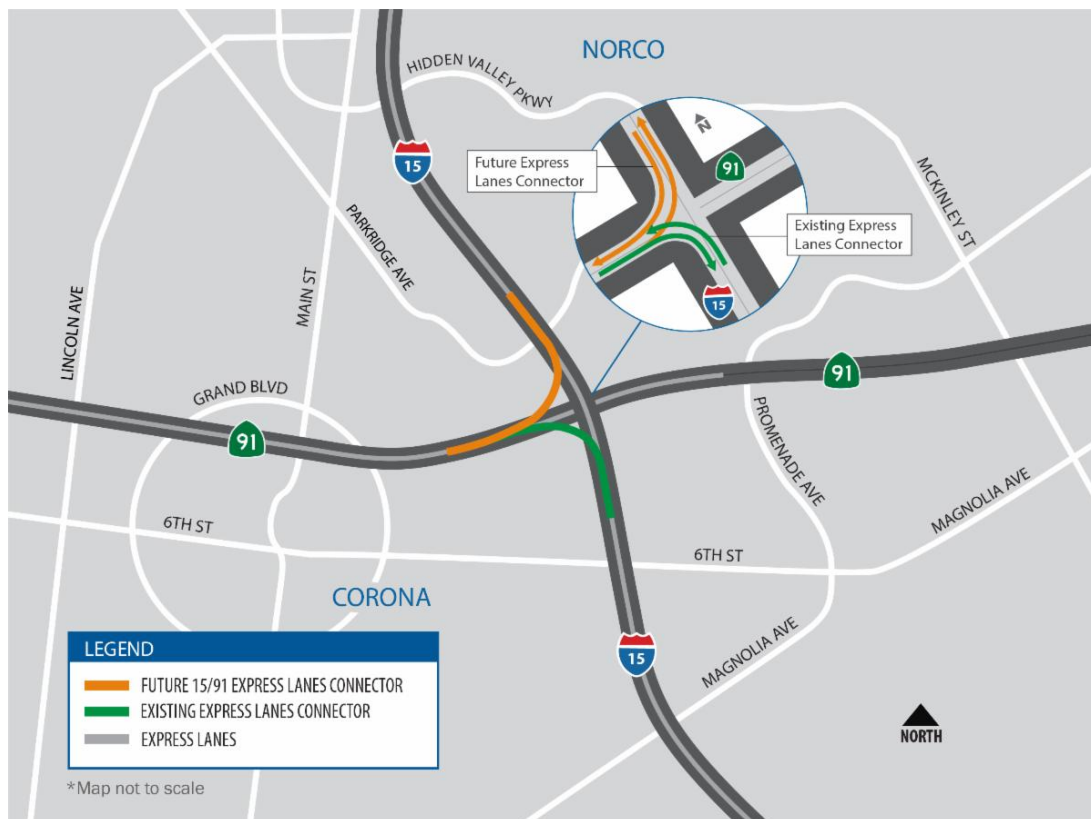 NORCO
HIDDEN VALLEY PKWY
N
15
Future Express
Lanes Connector
91
MCKINLEY ST
Existing Express
Lanes Connector
15
PARKRIDGE AVE
MAIN ST
LINCOLN AVE
GRAND BLVD
91
91
PROMENADE AVE
MAGNOLIA AVE
6TH ST
6TH ST
CORONA
MAGNOLIA AVE
15
LEGEND
FUTURE 15/91 EXPRESS LANES CONNECTOR
EXISTING EXPRESS LANES CONNECTOR
EXPRESS LANES
NORTH
*Map not to scale